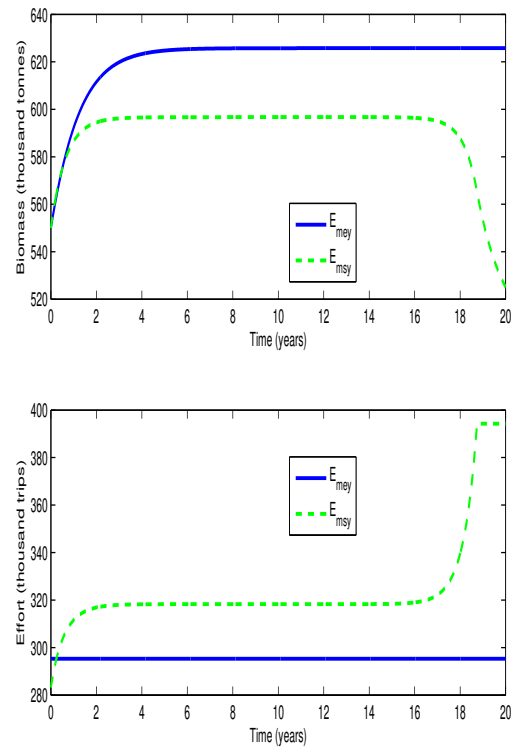 640
620
600
580
560
540
520
Biomass (thousand tonnes)
E_mey
E_msy
0 2 4 6 8 10 12 14 16 18 20
Time (years)
400
380
360
340
320
300
280
Effort (thousand trips)
E_mey
E_msy
0 2 4 6 8 10 12 14 16 18 20
Time (years)